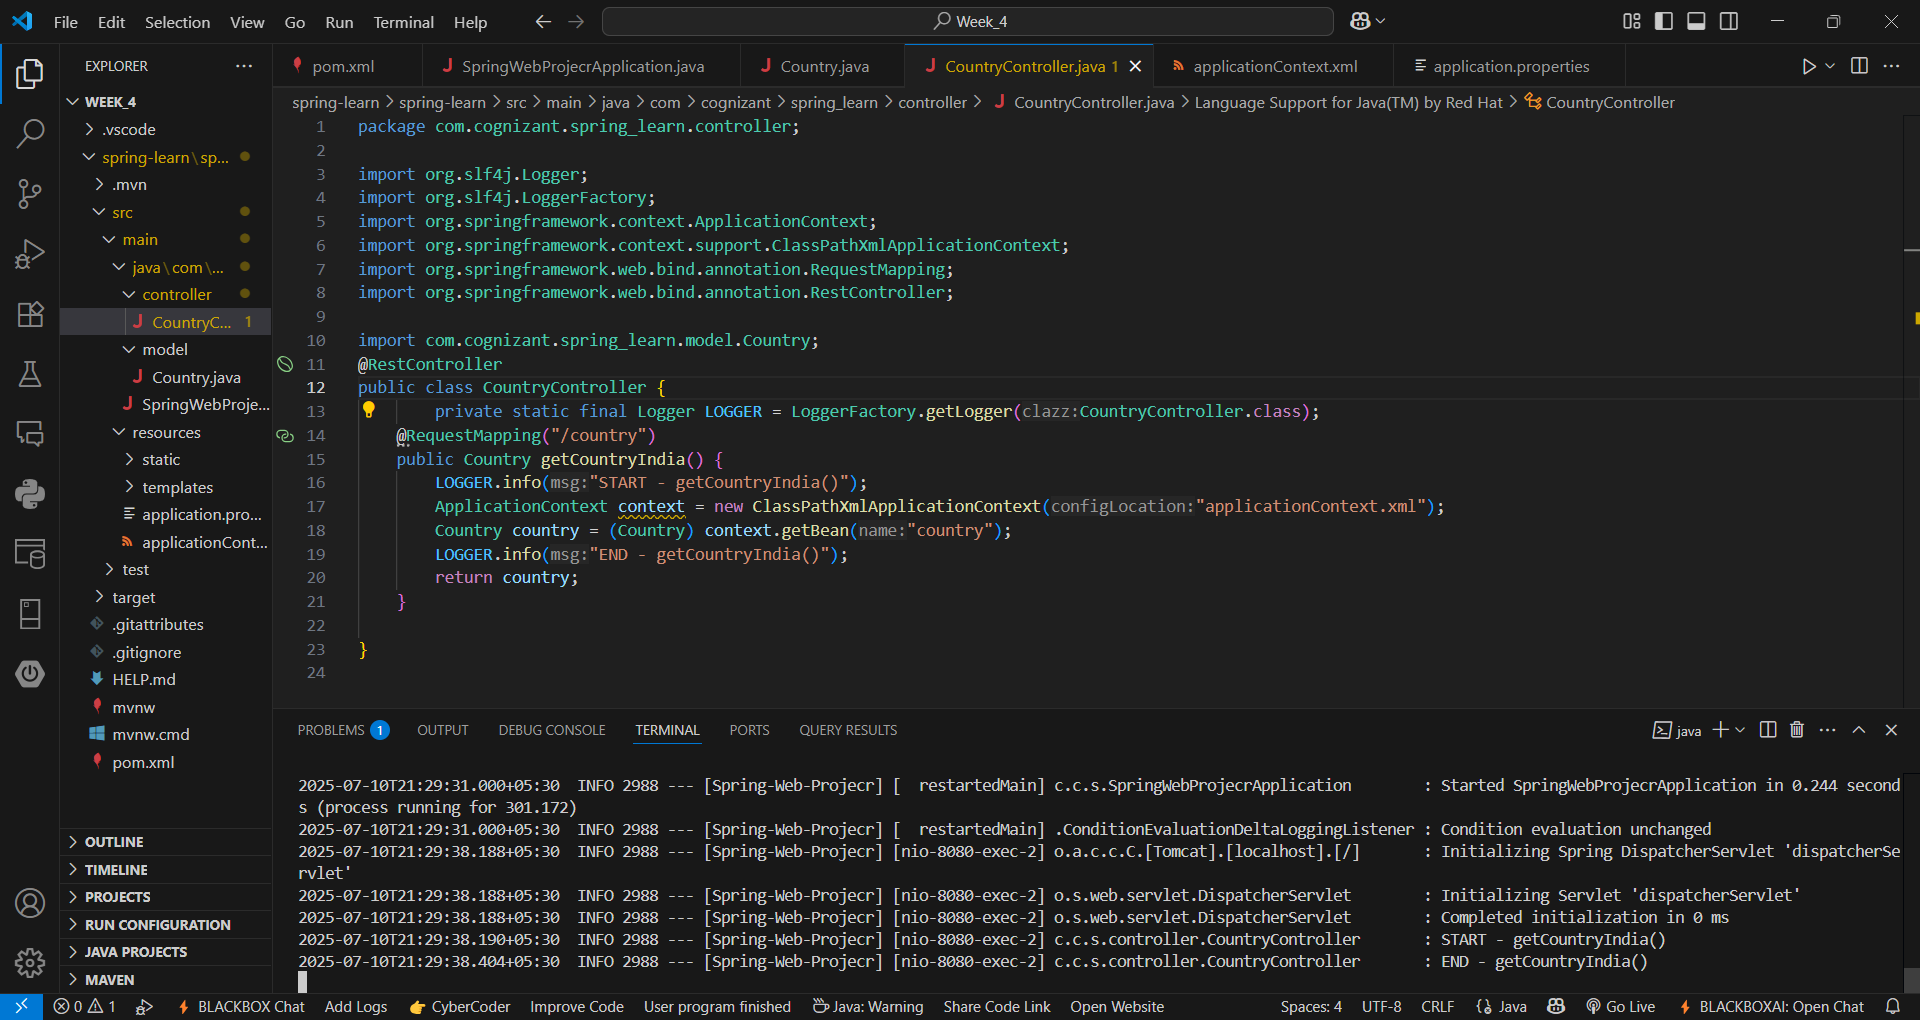 File Edit Selection View Go Run Terminal Help
Week_4
EXPLORER
pom.xml
SpringWebProjecrApplication.java
Country.java
CountryController.java 1
applicationContext.xml
application.properties
spring-learn > spring-learn > src > main > java > com > cognizant > spring_learn > controller > CountryController.java > Language Support for Java(TM) by Red Hat > CountryController
WEEK_4
.vscode
spring-learn\sp...
.mvn
src
main
java\com\...
controller
CountryC... 1
model
Country.java
SpringWebProje...
resources
static
templates
application.pro...
applicationCont...
test
target
.gitattributes
.gitignore
HELP.md
mvnw
mvnw.cmd
pom.xml
OUTLINE
TIMELINE
PROJECTS
RUN CONFIGURATION
JAVA PROJECTS
MAVEN
1 package com.cognizant.spring_learn.controller;
2
3 import org.slf4j.Logger;
4 import org.slf4j.LoggerFactory;
5 import org.springframework.context.ApplicationContext;
6 import org.springframework.context.support.ClassPathXmlApplicationContext;
7 import org.springframework.web.bind.annotation.RequestMapping;
8 import org.springframework.web.bind.annotation.RestController;
9
10 import com.cognizant.spring_learn.model.Country;
11 @RestController
12 public class CountryController {
13 private static final Logger LOGGER = LoggerFactory.getLogger(clazz:CountryController.class);
14 @RequestMapping("/country")
15 public Country getCountryIndia() {
16 LOGGER.info(msg:"START - getCountryIndia()");
17 ApplicationContext context = new ClassPathXmlApplicationContext(configLocation:"applicationContext.xml");
18 Country country = (Country) context.getBean(name:"country");
19 LOGGER.info(msg:"END - getCountryIndia()");
20 return country;
21 }
22
23 }
24
PROBLEMS 1 OUTPUT DEBUG CONSOLE TERMINAL PORTS QUERY RESULTS
java
2025-07-10T21:29:31.000+05:30 INFO 2988 --- [Spring-Web-Projecr] [ restartedMain] c.c.s.SpringWebProjecrApplication : Started SpringWebProjecrApplication in 0.244 second
s (process running for 301.172)
2025-07-10T21:29:31.000+05:30 INFO 2988 --- [Spring-Web-Projecr] [ restartedMain] .ConditionEvaluationDeltaLoggingListener : Condition evaluation unchanged
2025-07-10T21:29:38.188+05:30 INFO 2988 --- [Spring-Web-Projecr] [nio-8080-exec-2] o.a.c.c.C.[Tomcat].[localhost].[/] : Initializing Spring DispatcherServlet 'dispatcherSe
rvlet'
2025-07-10T21:29:38.188+05:30 INFO 2988 --- [Spring-Web-Projecr] [nio-8080-exec-2] o.s.web.servlet.DispatcherServlet : Initializing Servlet 'dispatcherServlet'
2025-07-10T21:29:38.188+05:30 INFO 2988 --- [Spring-Web-Projecr] [nio-8080-exec-2] o.s.web.servlet.DispatcherServlet : Completed initialization in 0 ms
2025-07-10T21:29:38.190+05:30 INFO 2988 --- [Spring-Web-Projecr] [nio-8080-exec-2] c.c.s.controller.CountryController : START - getCountryIndia()
2025-07-10T21:29:38.404+05:30 INFO 2988 --- [Spring-Web-Projecr] [nio-8080-exec-2] c.c.s.controller.CountryController : END - getCountryIndia()
0 1 BLACKBOX Chat Add Logs CyberCoder Improve Code User program finished Java: Warning Share Code Link Open Website Spaces: 4 UTF-8 CRLF Java Go Live BLACKBOXAI: Open Chat